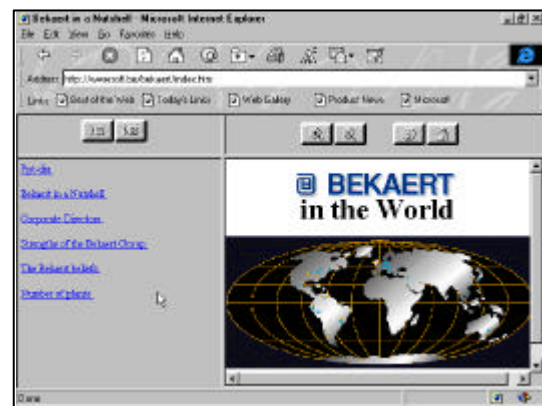 Bekaert in a Nutshell - Microsoft Internet Explorer
File Edit View Go Favorites Help
Address
Links Best of the Web Today's Links Web Gallery Product News Microsoft
BEKAERT
in the World
Bekaert in a Nutshell
Corporate Directors
Strengths of the Bekaert Group
The Bekaert beliefs
Number of plants
Done